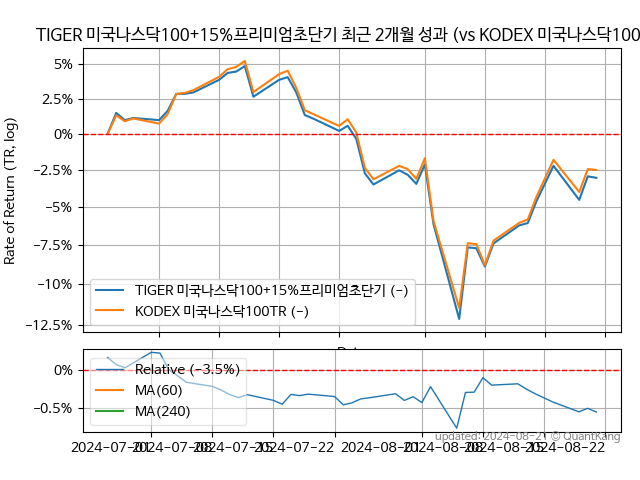 TIGER 미국나스닥100+15%프리미엄초단기 최근 2개월 성과 (vs KODEX 미국나스닥100
Rate of Return (TR, log)
5%
2.5%
0%
−2.5%
−5%
−7.5%
−10%
−12.5%
TIGER 미국나스닥100+15%프리미엄초단기 (−)
KODEX 미국나스닥100TR (−)
0%
−0.5%
Relative (−3.5%)
MA(60)
MA(240)
updated: 2024-08-21 © QuantKang
2024−07−01
2024−07−08
2024−07−15
2024−07−22
2024−08−01
2024−08−08
2024−08−15
2024−08−22